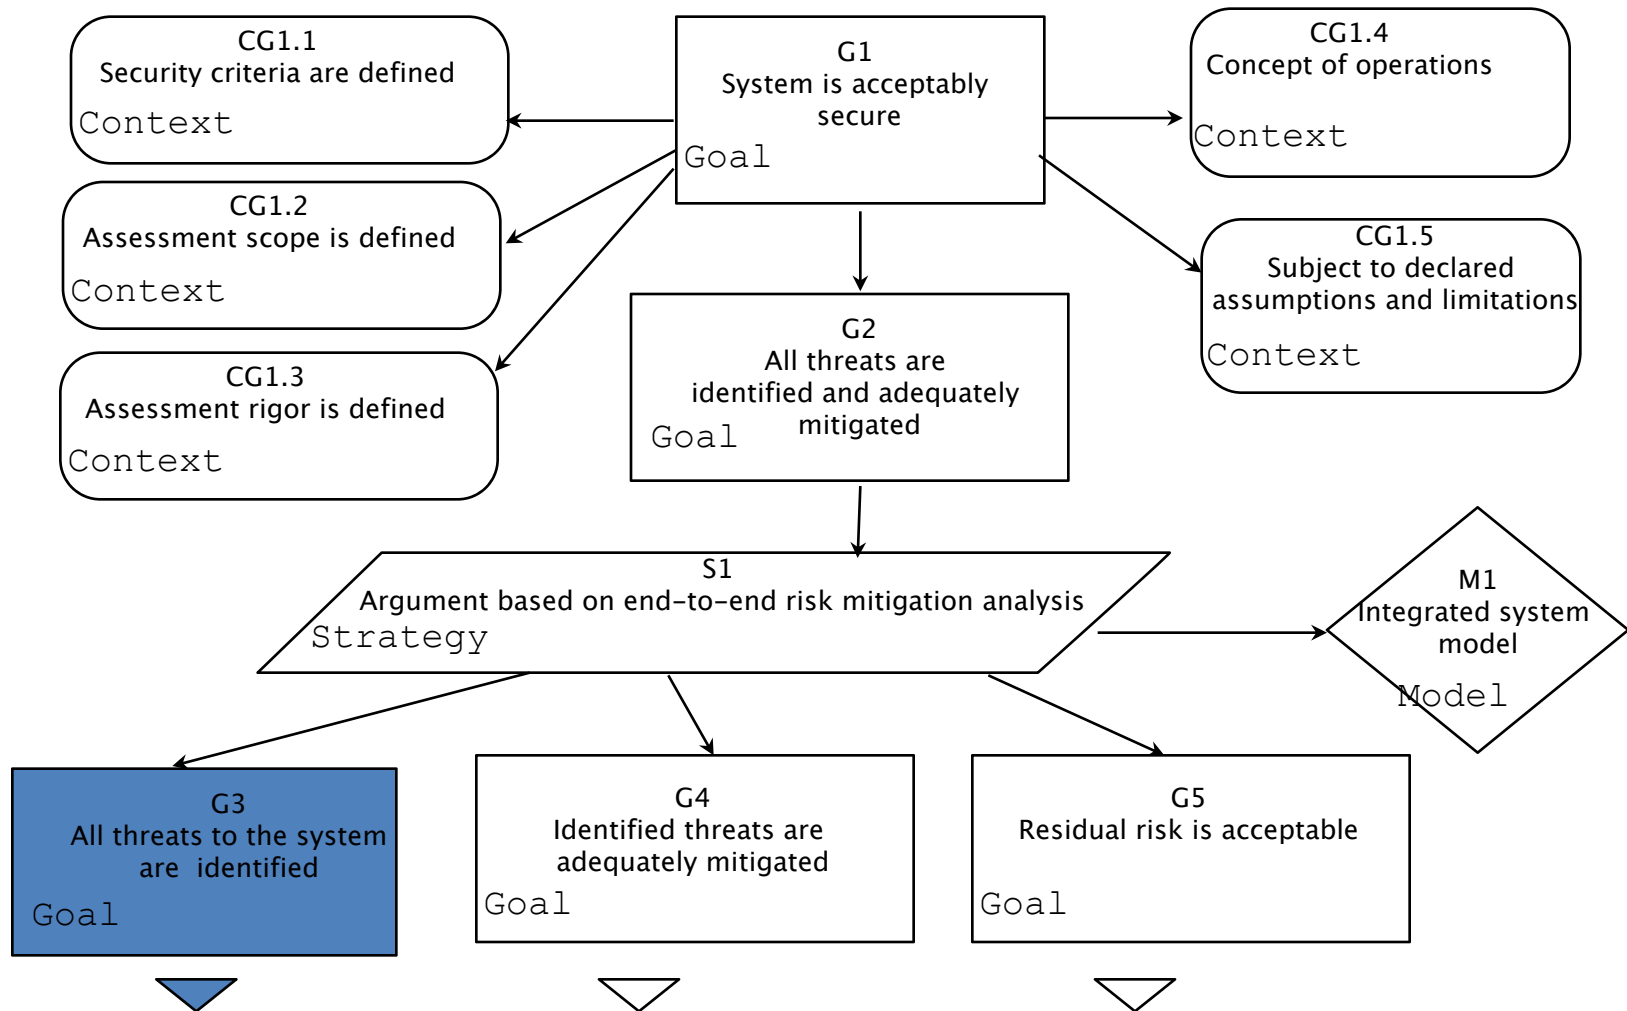 CG1.1
Security criteria are defined
Context
G1
System is acceptably
secure
Goal
CG1.4
Concept of operations
Context
CG1.2
Assessment scope is defined
Context
CG1.5
Subject to declared
assumptions and limitations
Context
CG1.3
Assessment rigor is defined
Context
G2
All threats are
identified and adequately
mitigated
Goal
S1
Argument based on end-to-end risk mitigation analysis
Strategy
M1
Integrated system
model
Model
G3
All threats to the system
are identified
Goal
G4
Identified threats are
adequately mitigated
Goal
G5
Residual risk is acceptable
Goal